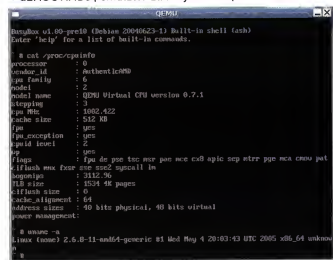 QEMU
BusyBox v1.00-pre10 (Debian 20040623-1) Built-in shell (ash)
Enter 'help' for a list of built-in commands.
~ # cat /proc/cpuinfo
processor : 0
vendor_id : AuthenticAMD
cpu family : 6
model : 2
model name : QEMU Virtual CPU version 0.7.1
stepping : 3
cpu MHz : 1002.422
cache size : 512 KB
fpu : yes
fpu_exception : yes
cpuid level : 2
wp : yes
flags : fpu de pse tsc msr pae mce cx8 apic sep mtrr pge mca cmov pat
clflush mmx fxsr sse sse2 syscall lm
bogomips : 3112.96
TLB size : 1534 4K pages
clflush size : 0
cache_alignment : 64
address sizes : 40 bits physical, 48 bits virtual
power management:
~ # uname -a
Linux (none) 2.6.8-11-amd64-generic #1 Wed May 4 20:03:43 UTC 2005 x86_64 unknow
n
~ #